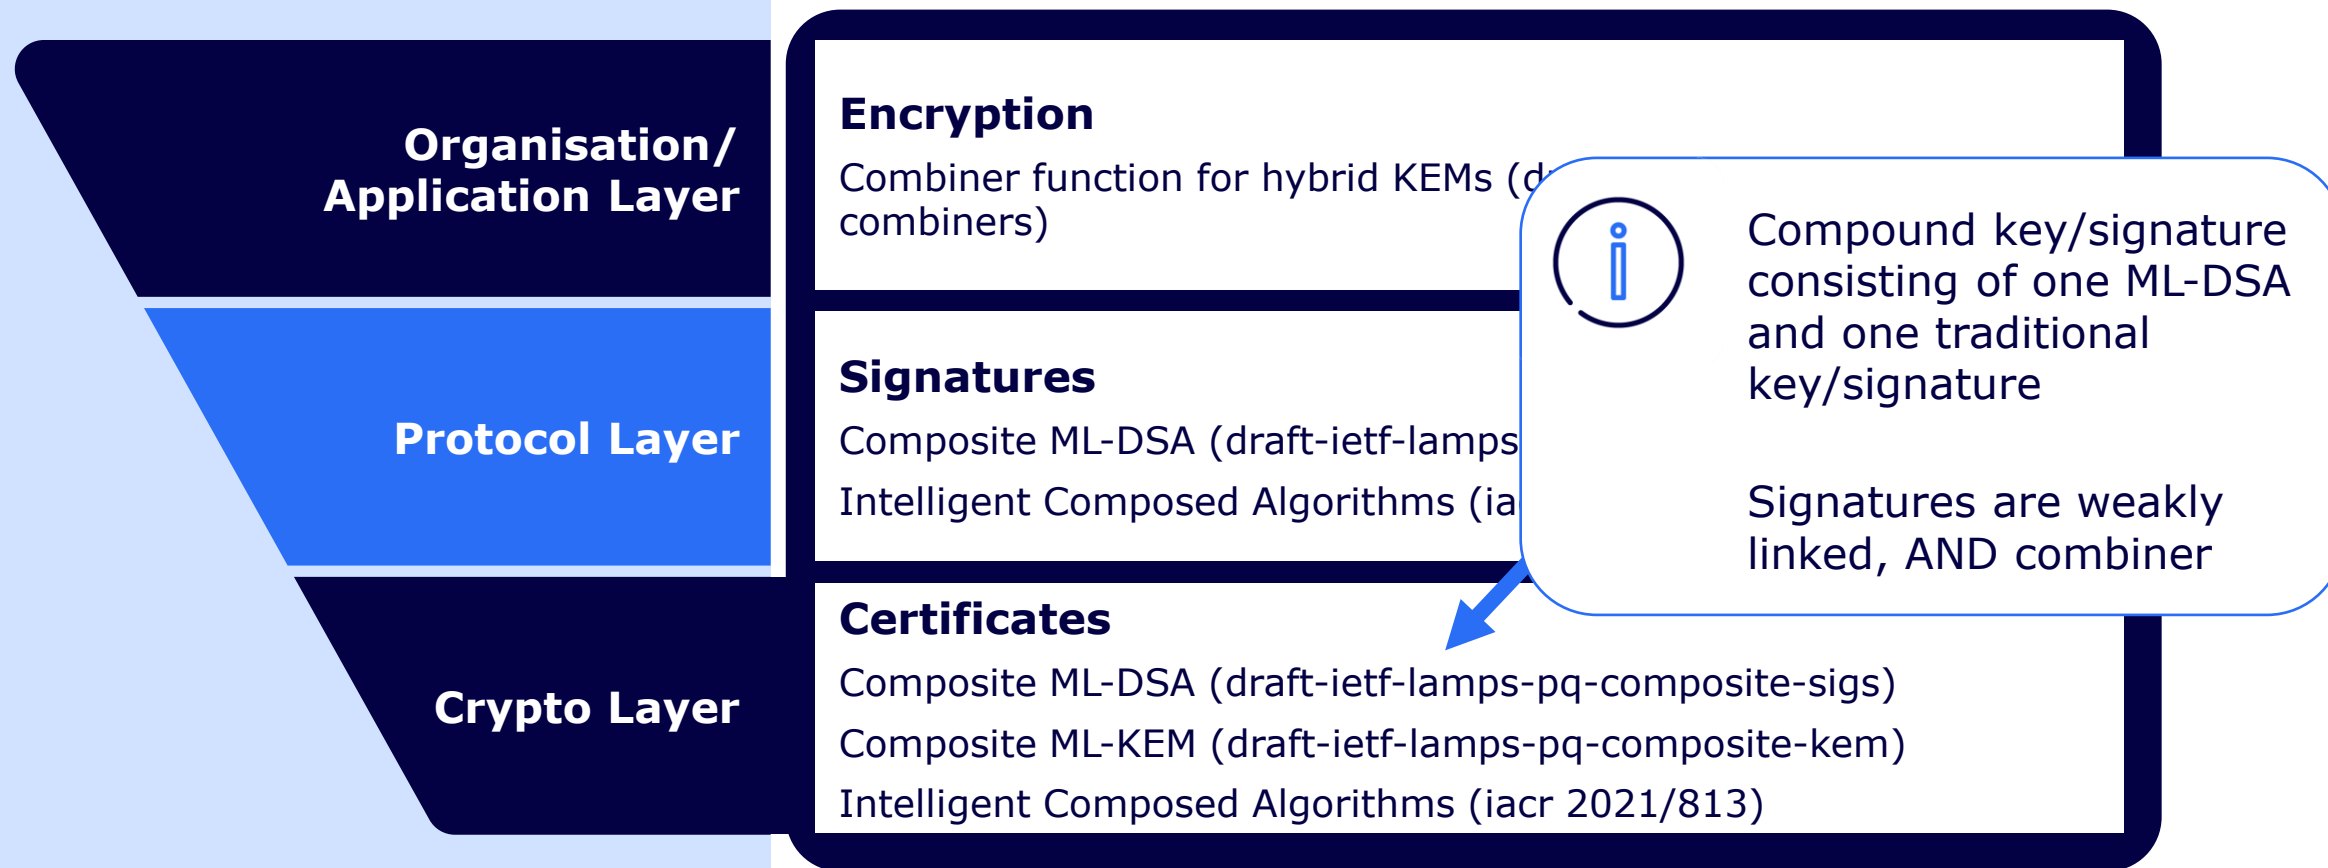 Organisation/
Application Layer
Protocol Layer
Crypto Layer
Encryption
Combiner function for hybrid KEMs
combiners)
Signatures
Composite ML-DSA (draft-ietf-lamps
Intelligent Composed Algorithms
Certificates
Composite ML-DSA (draft-ietf-lamps-pq-composite-sigs)
Composite ML-KEM (draft-ietf-lamps-pq-composite-kem)
Intelligent Composed Algorithms (iacr 2021/813)
Compound key/signature
consisting of one ML-DSA
and one traditional
key/signature
Signatures are weakly
linked, AND combiner